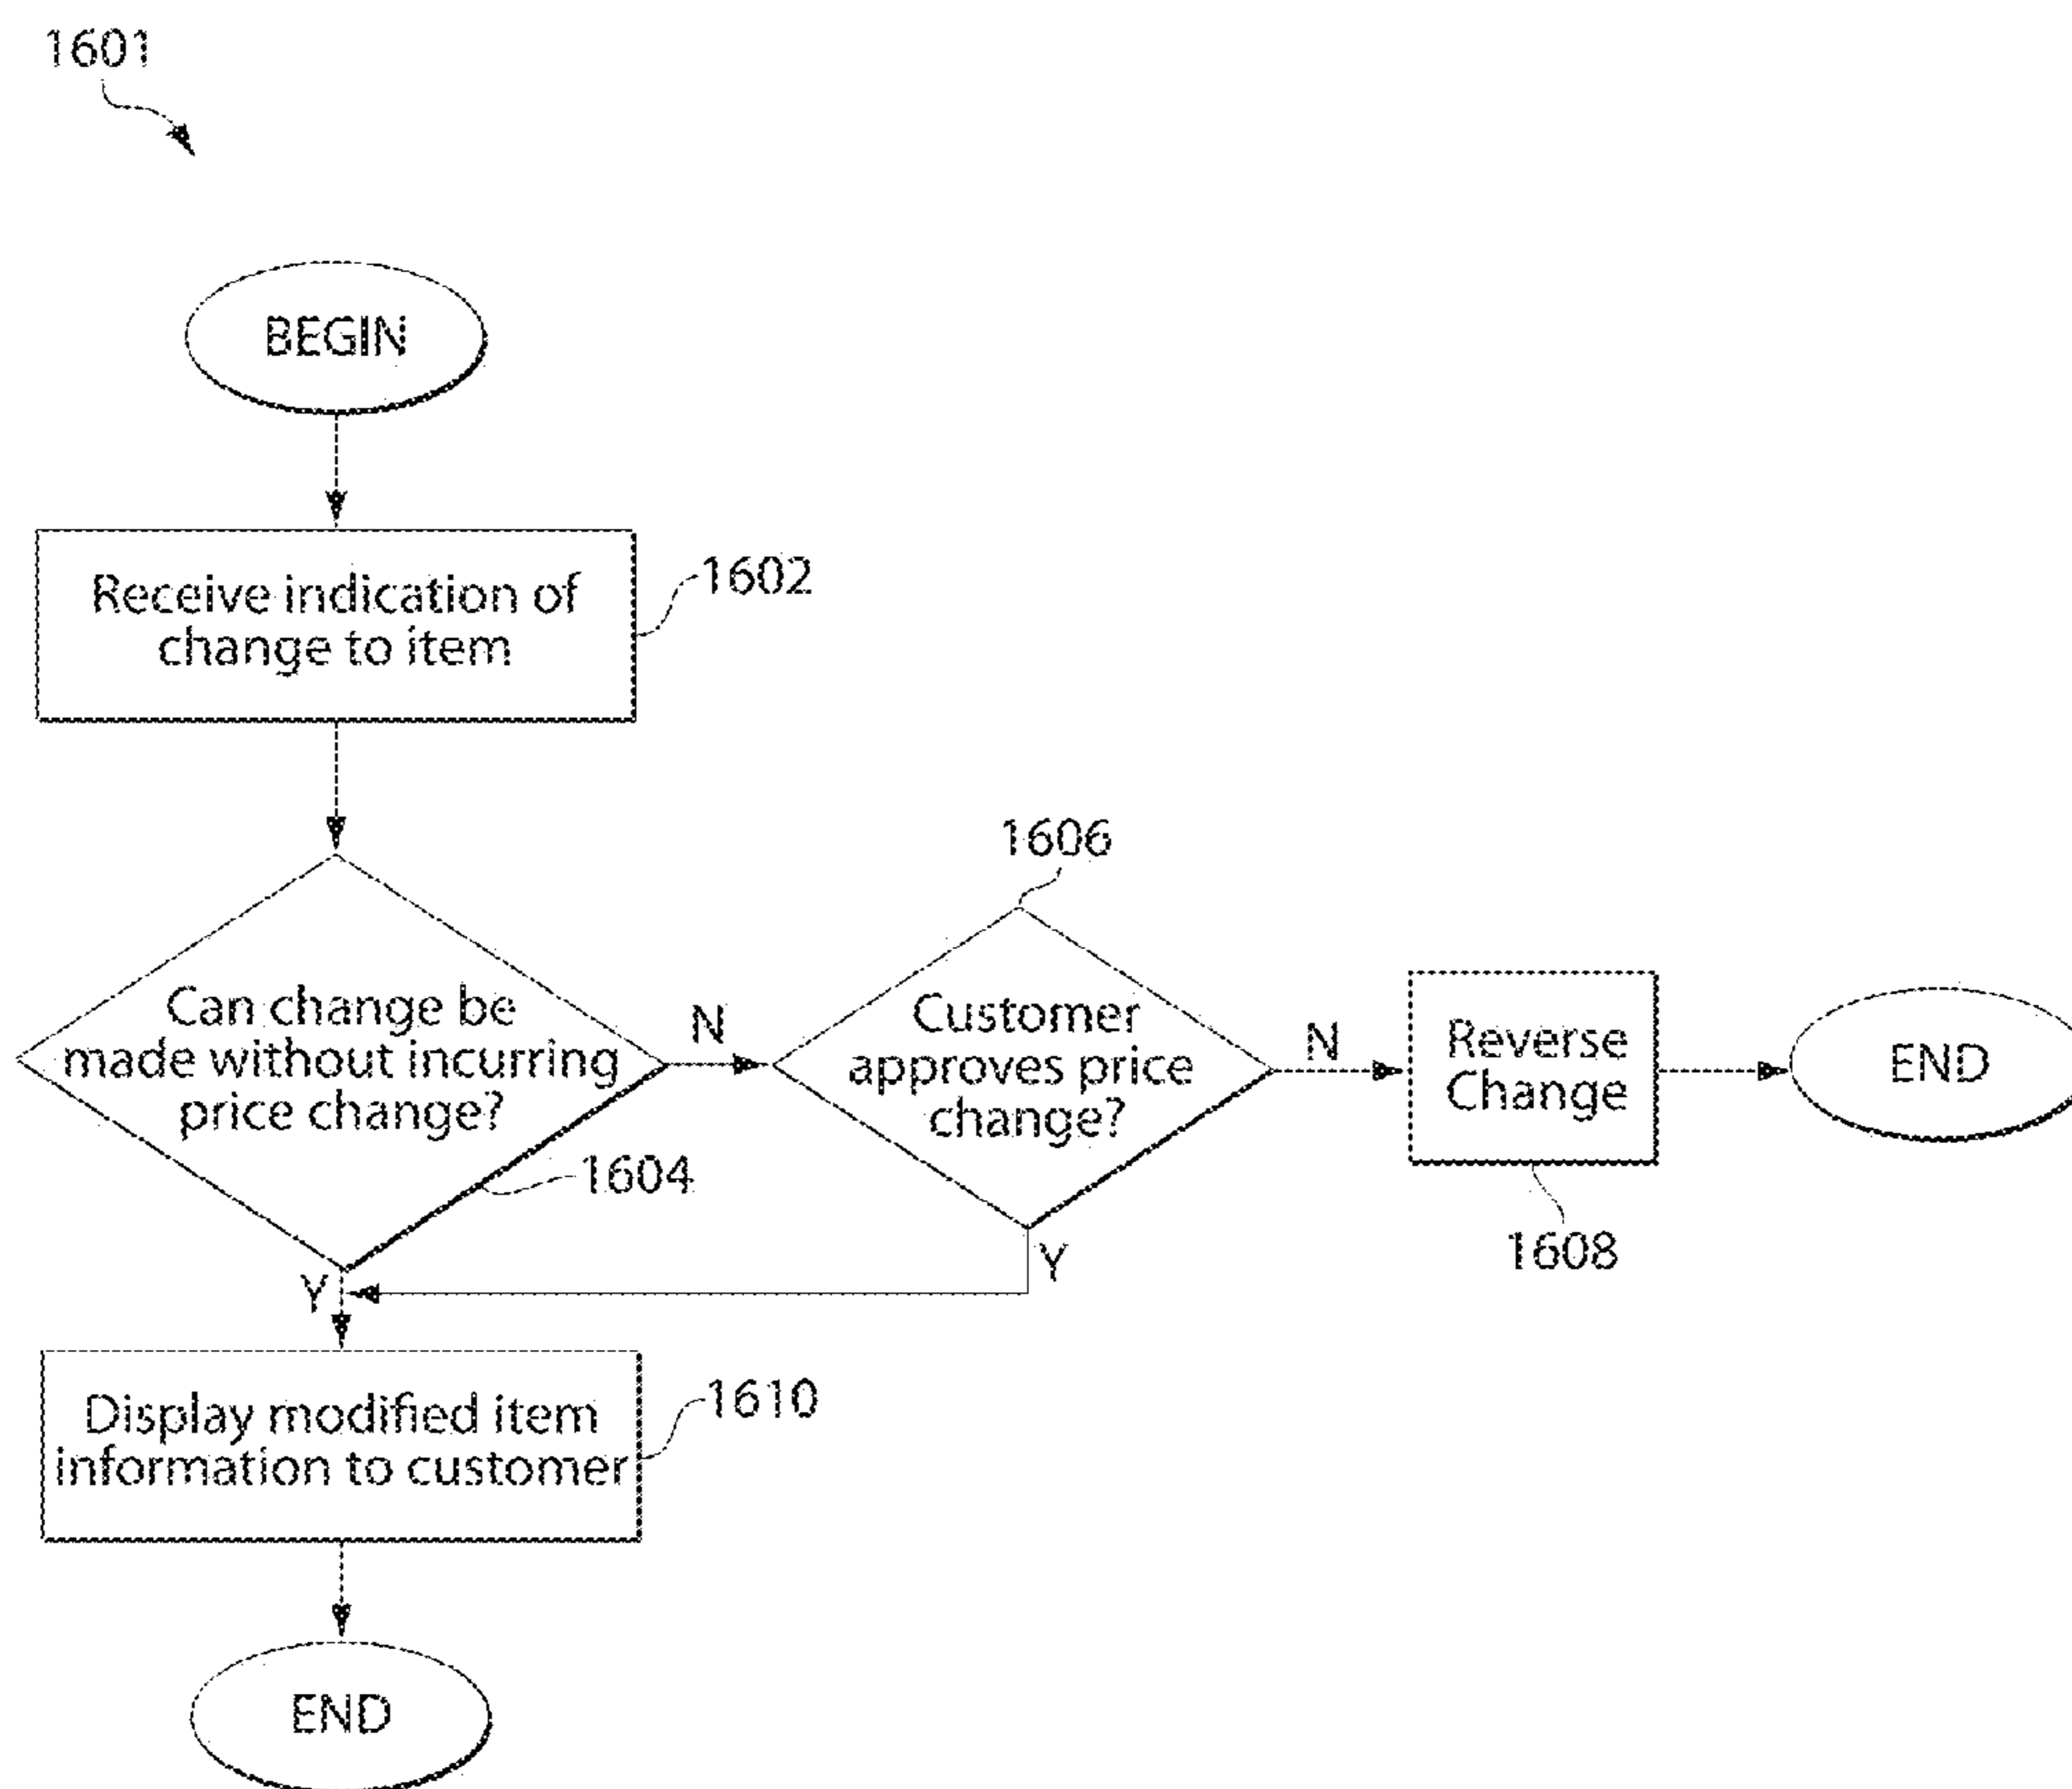 1601
BEGIN
Receive indication of
change to item
1602
Can change be
made without incurring
price change?
1604
N
1606
Customer
approves price
change?
N
Reverse
Change
1608
END
Y
Y
Display modified item
information to customer
1610
END